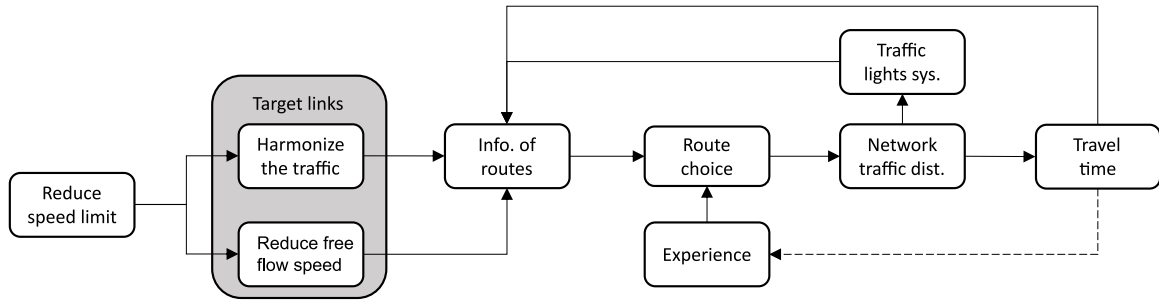 Traffic
lights sys.
Target links
Harmonize
the traffic
Info. of
routes
Route
choice
Network
traffic dist.
Travel
time
Reduce
speed limit
Reduce free
flow speed
Experience